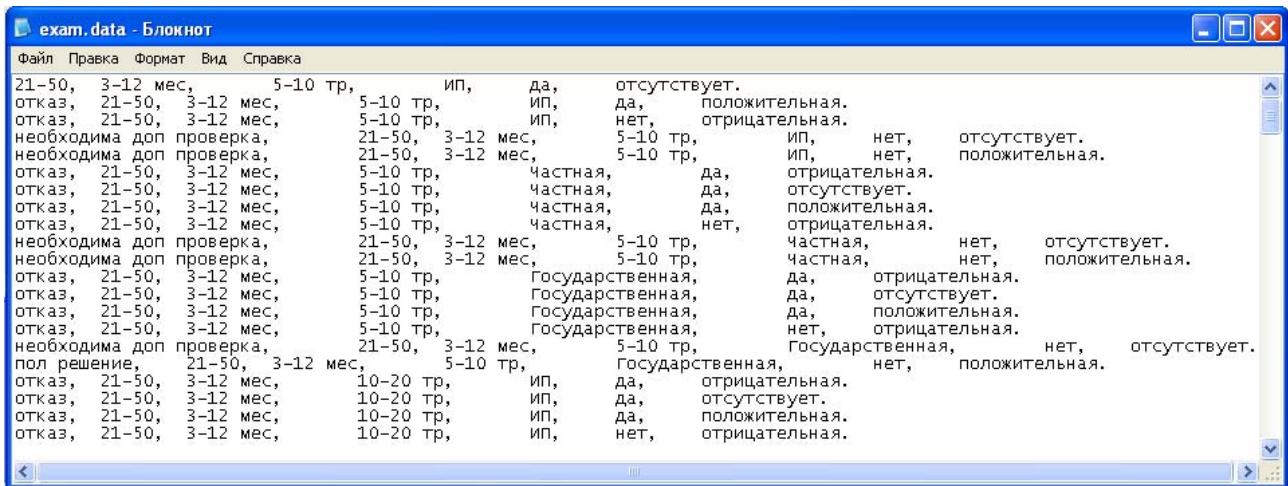 exam.data - Блокнот
Файл Правка Формат Вид Справка
21-50, 3-12 мес, 5-10 тр, ИП, да, отсутствует.
отказ, 21-50, 3-12 мес, 5-10 тр, ИП, да, положительная.
отказ, 21-50, 3-12 мес, 5-10 тр, ИП, нет, отрицательная.
необходима доп проверка, 21-50, 3-12 мес, 5-10 тр, ИП, нет, отсутствует.
необходима доп проверка, 21-50, 3-12 мес, 5-10 тр, ИП, нет, положительная.
отказ, 21-50, 3-12 мес, 5-10 тр, Частная, да, отрицательная.
отказ, 21-50, 3-12 мес, 5-10 тр, Частная, да, отсутствует.
отказ, 21-50, 3-12 мес, 5-10 тр, Частная, да, положительная.
отказ, 21-50, 3-12 мес, 5-10 тр, Частная, нет, отрицательная.
необходима доп проверка, 21-50, 3-12 мес, 5-10 тр, Частная, нет, отсутствует.
необходима доп проверка, 21-50, 3-12 мес, 5-10 тр, Частная, нет, положительная.
отказ, 21-50, 3-12 мес, 5-10 тр, Государственная, да, отрицательная.
отказ, 21-50, 3-12 мес, 5-10 тр, Государственная, да, отсутствует.
отказ, 21-50, 3-12 мес, 5-10 тр, Государственная, да, положительная.
отказ, 21-50, 3-12 мес, 5-10 тр, Государственная, нет, отрицательная.
необходима доп проверка, 21-50, 3-12 мес, 5-10 тр, Государственная, нет, отсутствует.
пол решение, 21-50, 3-12 мес, 5-10 тр, Государственная, нет, положительная.
отказ, 21-50, 3-12 мес, 10-20 тр, ИП, да, отрицательная.
отказ, 21-50, 3-12 мес, 10-20 тр, ИП, да, отсутствует.
отказ, 21-50, 3-12 мес, 10-20 тр, ИП, да, положительная.
отказ, 21-50, 3-12 мес, 10-20 тр, ИП, нет, отрицательная.